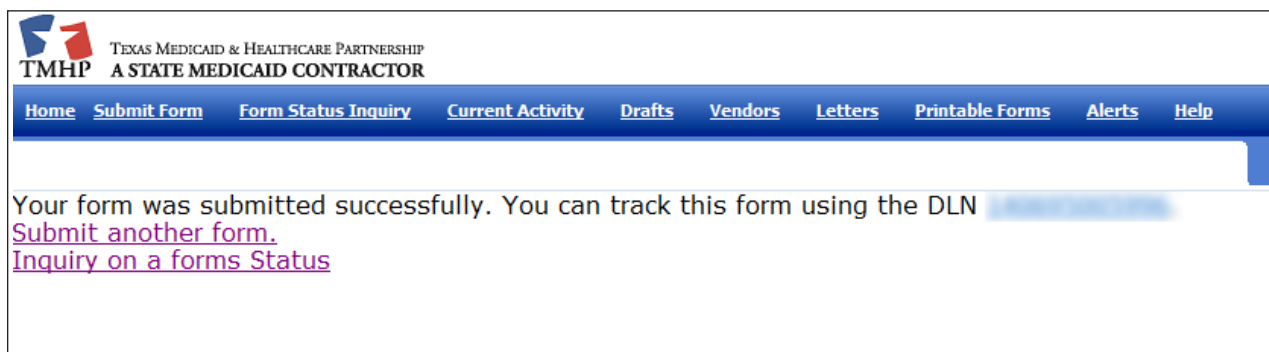 TEXAS MEDICAID & HEALTHCARE PARTNERSHIP
TMHP A STATE MEDICAID CONTRACTOR
Home Submit Form Form Status Inquiry Current Activity Drafts Vendors Letters Printable Forms Alerts Help
Your form was submitted successfully. You can track this form using the DLN
Submit another form.
Inquiry on a forms Status